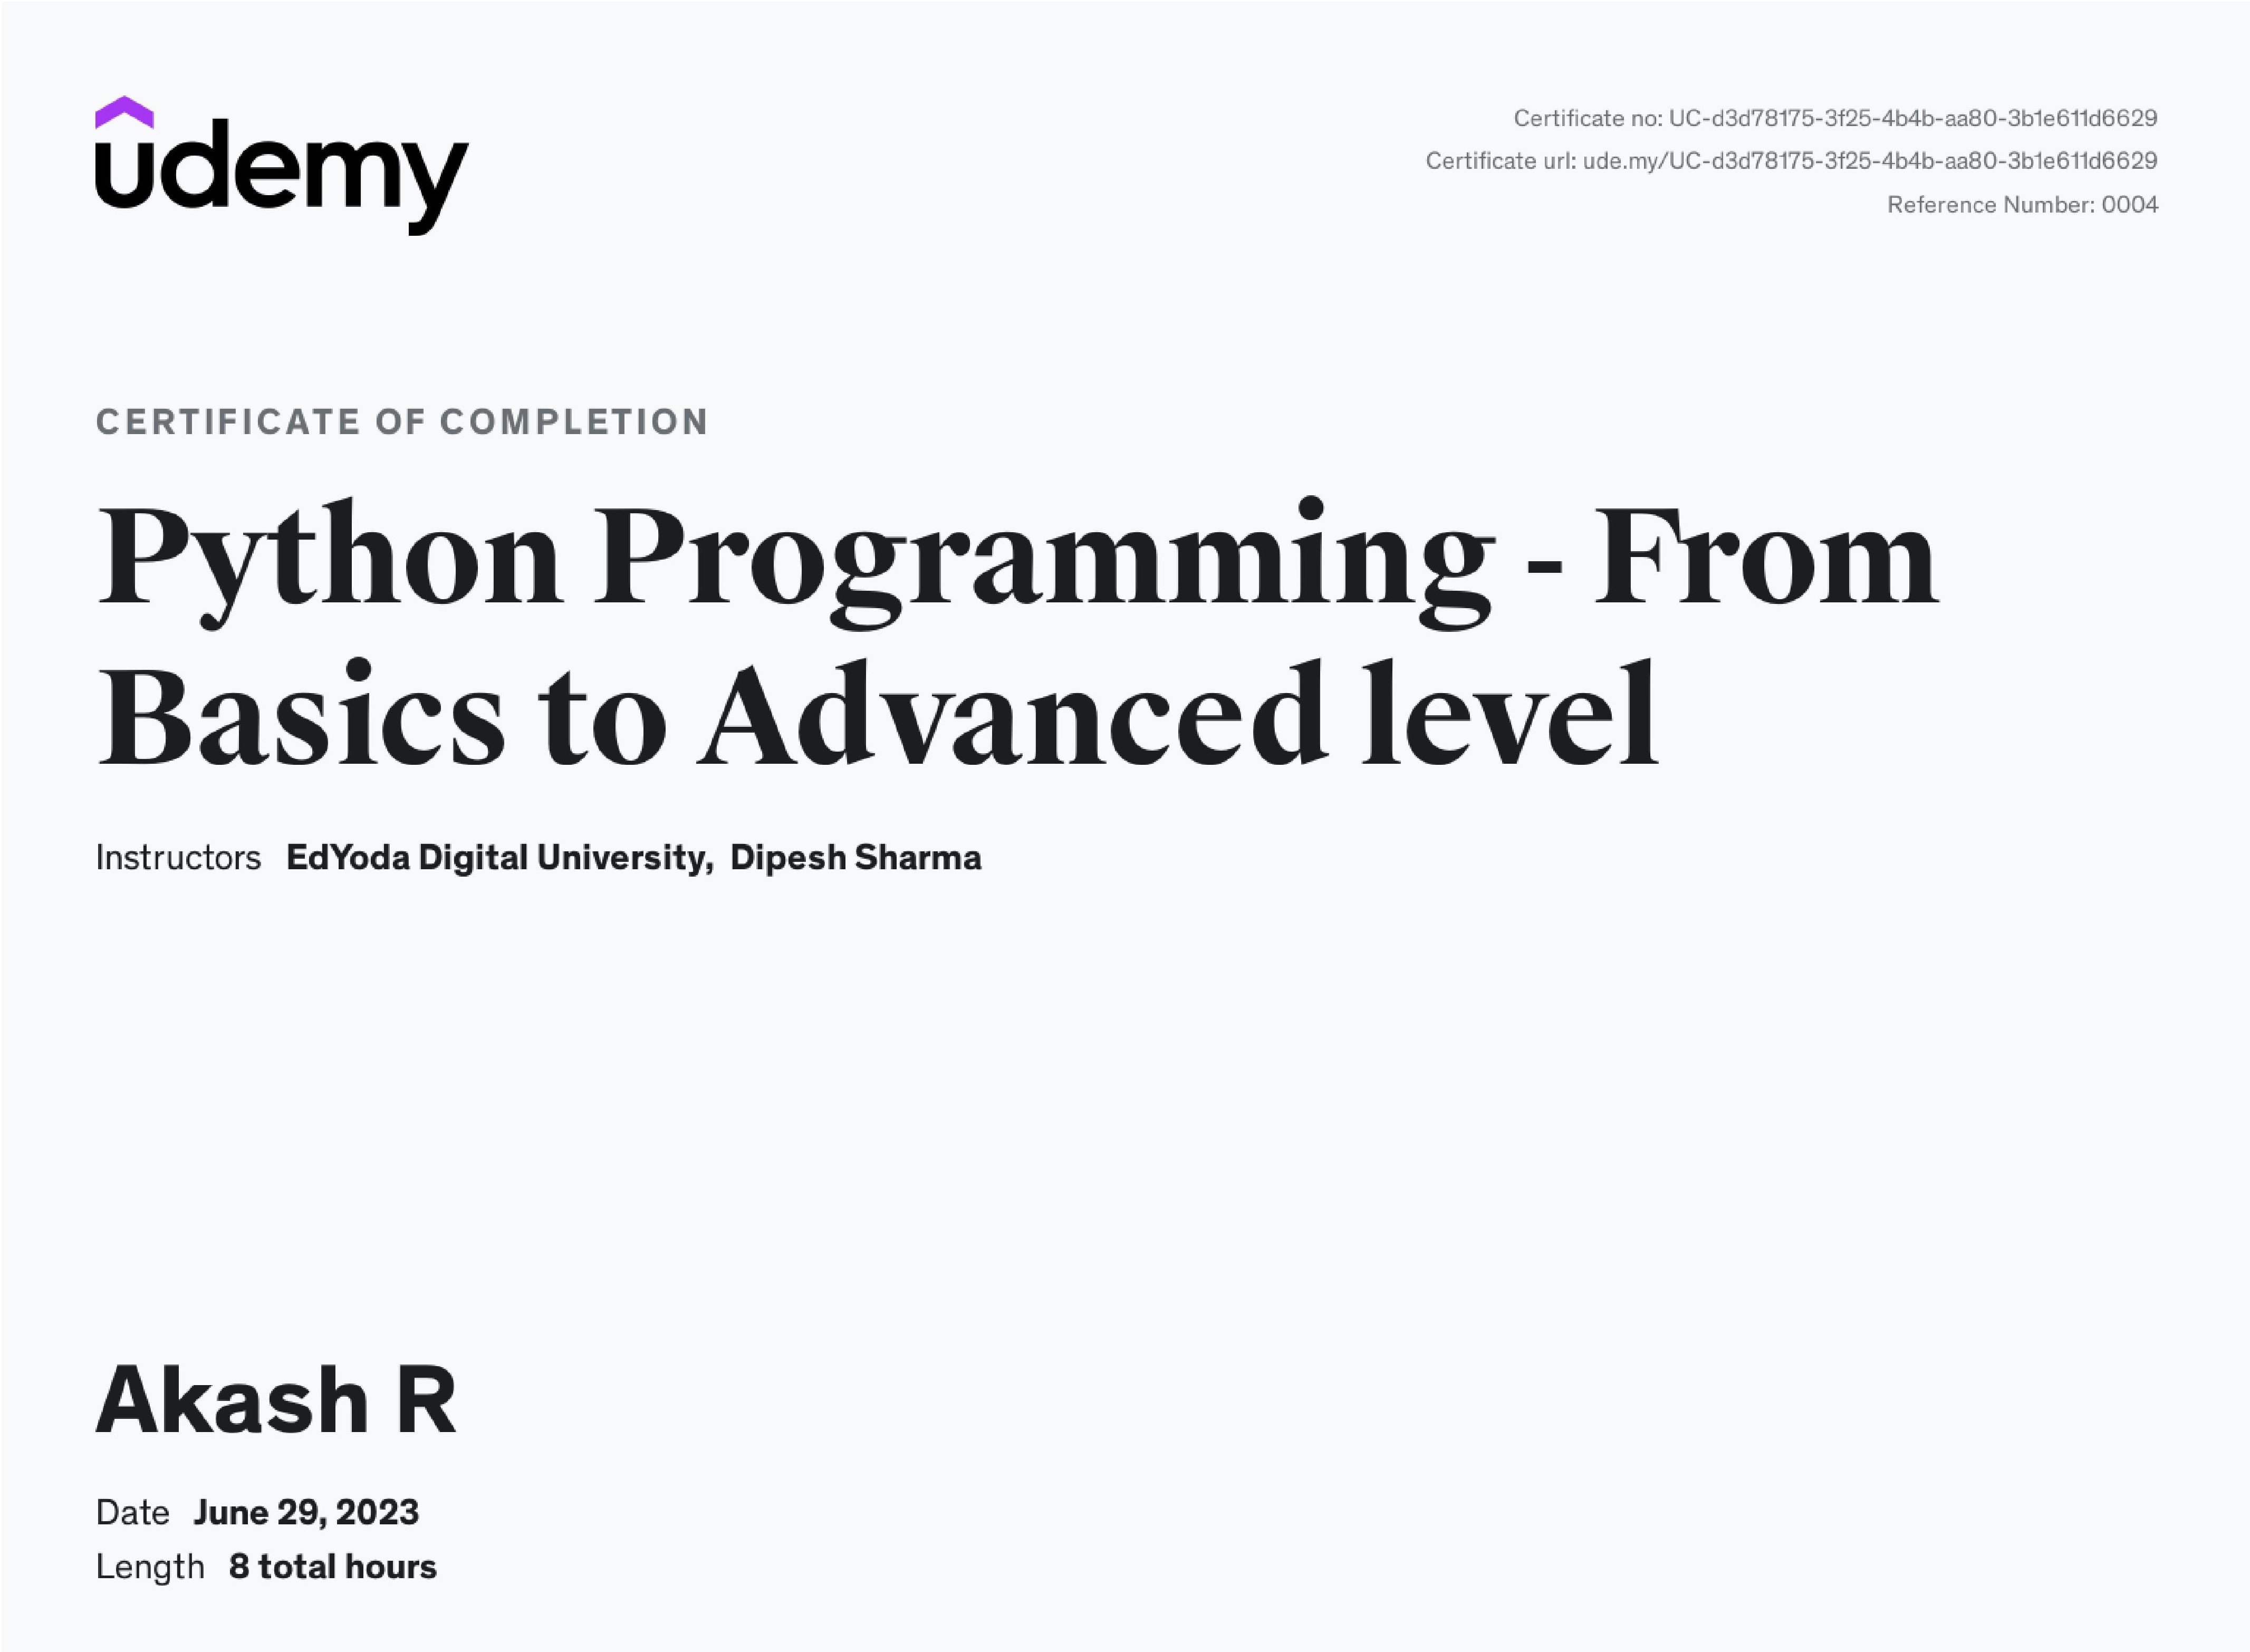 udemy
Certificate no: UC-d3d78175-3f25-4b4b-aa80-3b1e611d6629
Certificate url: ude.my/UC-d3d78175-3f25-4b4b-aa80-3b1e611d6629
Reference Number: 0004
CERTIFICATE OF COMPLETION
Python Programming - From
Basics to Advanced level
Instructors EdYoda Digital University, Dipesh Sharma
Akash R
Date June 29, 2023
Length 8 total hours